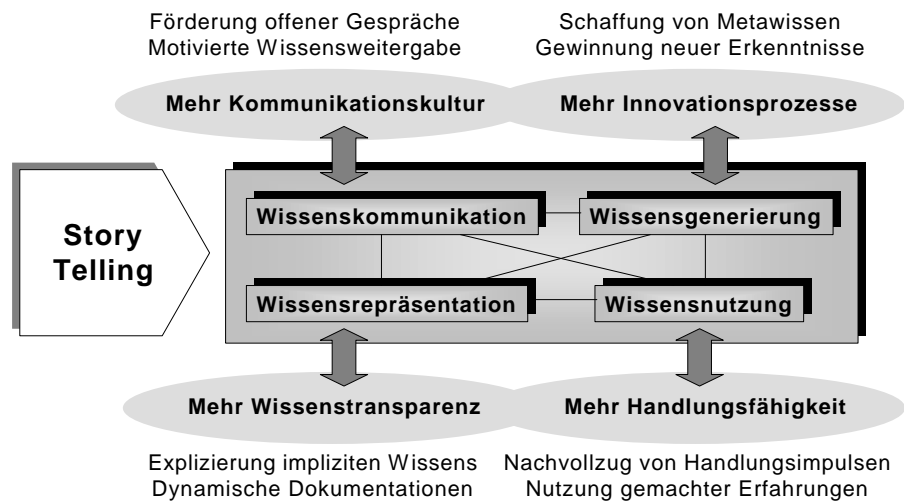 Förderung offener Gespräche
Motivierte Wissensweitergabe
Schaffung von Metawissen
Gewinnung neuer Erkenntnisse
Mehr Kommunikationskultur
Mehr Innovationsprozesse
Story
Telling
Wissenskommunikation
Wissensgenerierung
Wissensrepräsentation
Wissensnutzung
Mehr Wissenstransparenz
Mehr Handlungsfähigkeit
Explizierung impliziten Wissens
Dynamische Dokumentationen
Nachvollzug von Handlungsimpulsen
Nutzung gemachter Erfahrungen